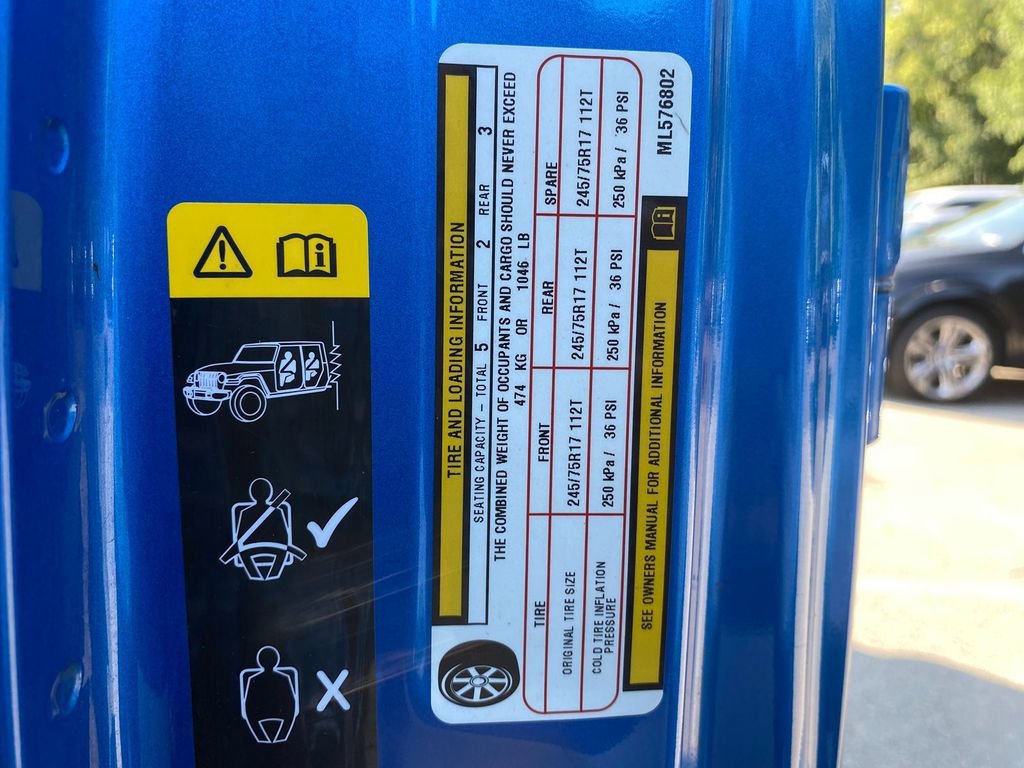 TIRE AND LOADING INFORMATION
SEATING CAPACITY – TOTAL 5 FRONT 2 REAR 3
THE COMBINED WEIGHT OF OCCUPANTS AND CARGO SHOULD NEVER EXCEED
474 KG OR 1046 LB
TIRE FRONT REAR SPARE
ORIGINAL TIRE SIZE 245/75R17 112T 245/75R17 112T 245/75R17 112T
COLD TIRE INFLATION PRESSURE 250 kPa / 36 PSI 250 kPa / 36 PSI 250 kPa / 36 PSI
SEE OWNERS MANUAL FOR ADDITIONAL INFORMATION
ML576802